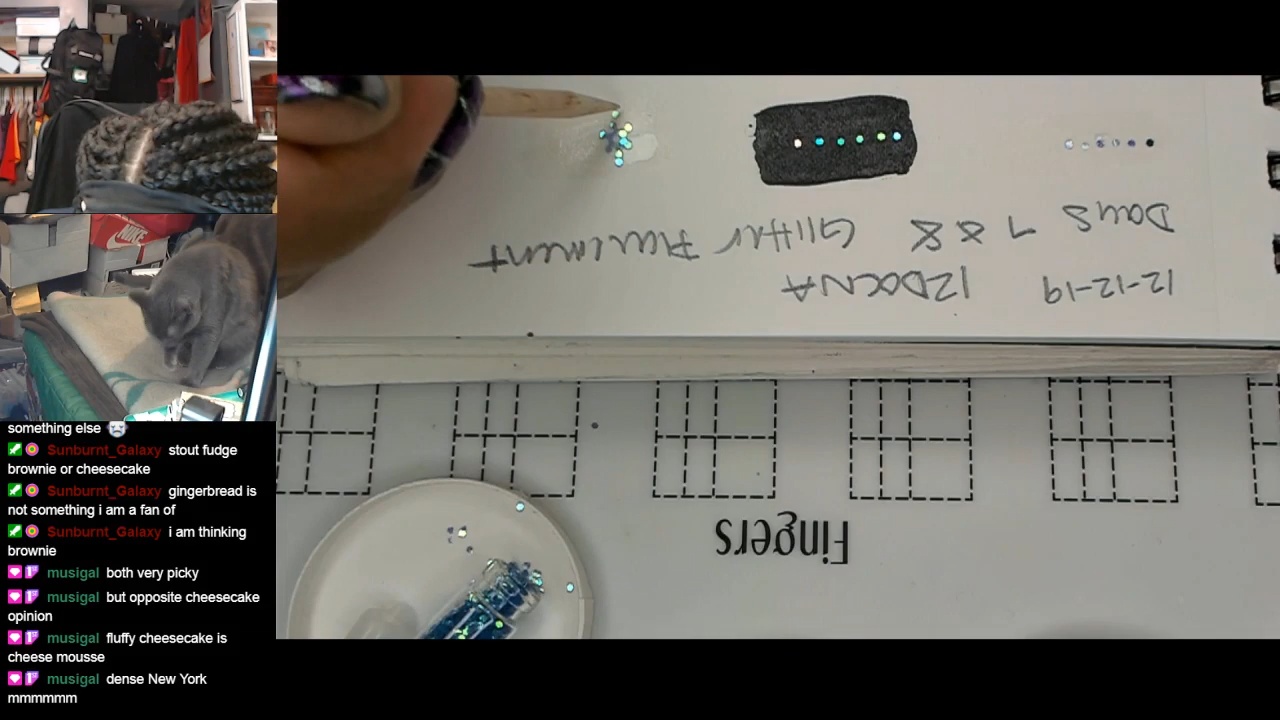 something else
Sunburnt_Galaxy stout fudge
brownie or cheesecake
Sunburnt_Galaxy gingerbread is
not something i am a fan of
Sunburnt_Galaxy i am thinking
brownie
musigal both very picky
musigal but opposite cheesecake
opinion
musigal fluffy cheesecake is
cheese mousse
musigal dense New York
mmmmmm
12-12-19 12DOCNA
Days 7 & 8 Glitter Placement
Fingers